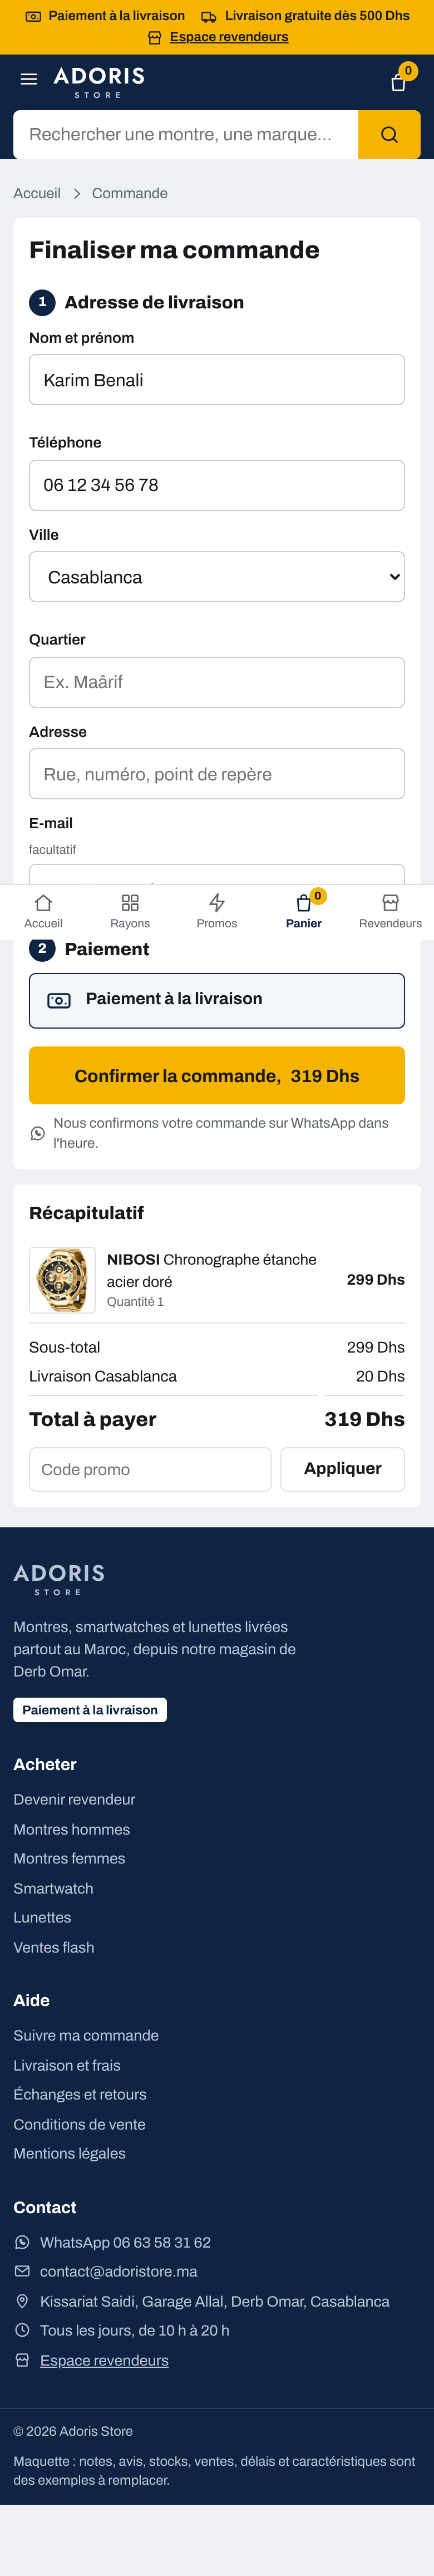 Paiement à la livraison Livraison gratuite dès 500 Dhs
Espace revendeurs
ADORIS
STORE
0
Rechercher une montre, une marque...
Accueil > Commande
Finaliser ma commande
1 Adresse de livraison
Nom et prénom
Karim Benali
Téléphone
06 12 34 56 78
Ville
Casablanca
Quartier
Ex. Maârif
Adresse
Rue, numéro, point de repère
E-mail
facultatif
0
Accueil Rayons Promos Panier Revendeurs
2 Paiement
Paiement à la livraison
Confirmer la commande, 319 Dhs
Nous confirmons votre commande sur WhatsApp dans
l'heure.
Récapitulatif
NIBOSI Chronographe étanche
acier doré
299 Dhs
Quantité 1
Sous-total 299 Dhs
Livraison Casablanca 20 Dhs
Total à payer 319 Dhs
Code promo Appliquer
ADORIS
STORE
Montres, smartwatches et lunettes livrées
partout au Maroc, depuis notre magasin de
Derb Omar.
Paiement à la livraison
Acheter
Devenir revendeur
Montres hommes
Montres femmes
Smartwatch
Lunettes
Ventes flash
Aide
Suivre ma commande
Livraison et frais
Échanges et retours
Conditions de vente
Mentions légales
Contact
WhatsApp 06 63 58 31 62
contact@adoristore.ma
Kissariat Saidi, Garage Allal, Derb Omar, Casablanca
Tous les jours, de 10 h à 20 h
Espace revendeurs
© 2026 Adoris Store
Maquette : notes, avis, stocks, ventes, délais et caractéristiques sont
des exemples à remplacer.